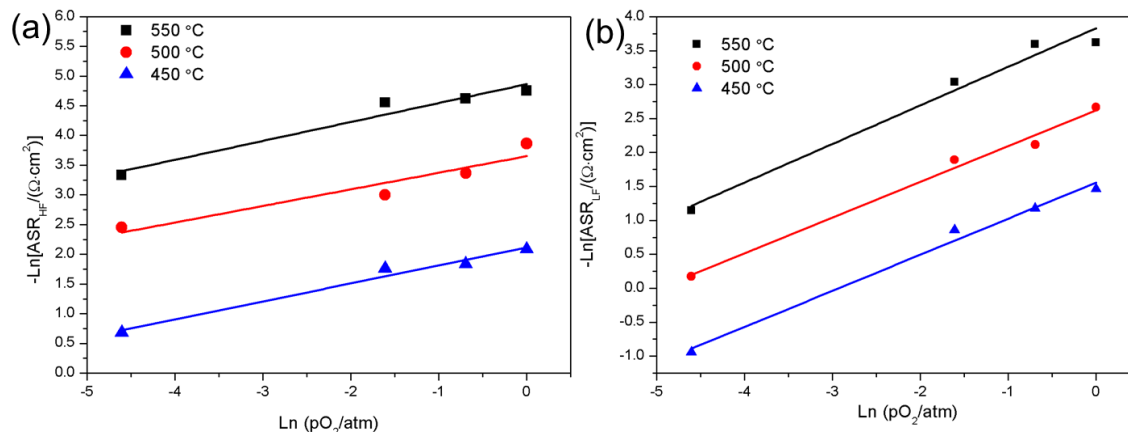 (a)
550 °C
500 °C
450 °C
-Ln[ASR_HF/(Ω·cm²)]
6.0
5.5
5.0
4.5
4.0
3.5
3.0
2.5
2.0
1.5
1.0
0.5
0.0
-5 -4 -3 -2 -1 0
Ln (pO₂/atm)
(b)
550 °C
500 °C
450 °C
-Ln[ASR_LF/(Ω·cm²)]
4.0
3.5
3.0
2.5
2.0
1.5
1.0
0.5
0.0
-0.5
-1.0
-5 -4 -3 -2 -1 0
Ln (pO₂/atm)